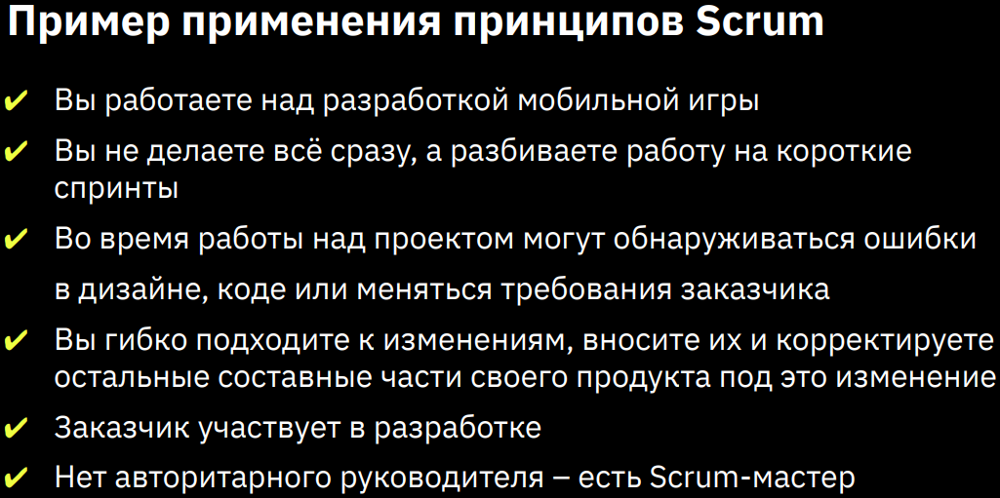 Пример применения принципов Scrum
✔ Вы работаете над разработкой мобильной игры
✔ Вы не делаете всё сразу, а разбиваете работу на короткие
спринты
✔ Во время работы над проектом могут обнаруживаться ошибки
в дизайне, коде или меняться требования заказчика
✔ Вы гибко подходите к изменениям, вносите их и корректируете
остальные составные части своего продукта под это изменение
✔ Заказчик участвует в разработке
✔ Нет авторитарного руководителя – есть Scrum-мастер